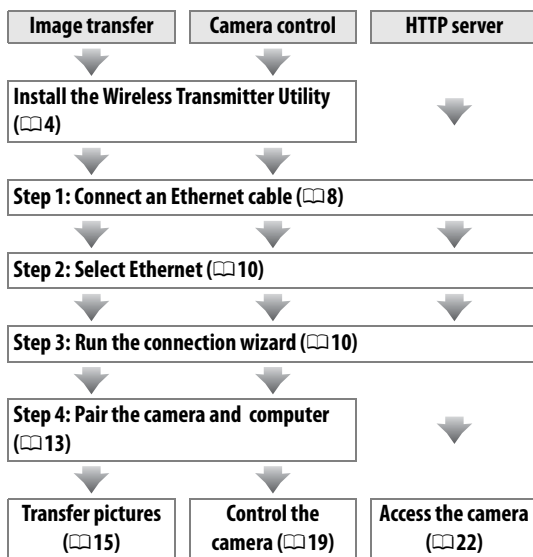 Image transfer
Camera control
HTTP server
Install the Wireless Transmitter Utility
(📖4)
Step 1: Connect an Ethernet cable (📖8)
Step 2: Select Ethernet (📖10)
Step 3: Run the connection wizard (📖10)
Step 4: Pair the camera and computer
(📖13)
Transfer pictures
(📖15)
Control the
camera (📖19)
Access the camera
(📖22)